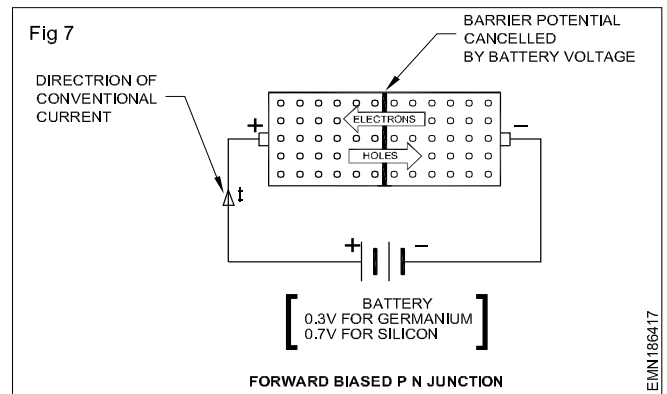 Fig 7
BARRIER POTENTIAL
CANCELLED
BY BATTERY VOLTAGE
DIRECTRION OF
CONVENTIONAL
CURRENT
+
ELECTRONS
−
HOLES
I
+
−
BATTERY
0.3V FOR GERMANIUM
0.7V FOR SILICON
FORWARD BIASED P N JUNCTION
EMN186417